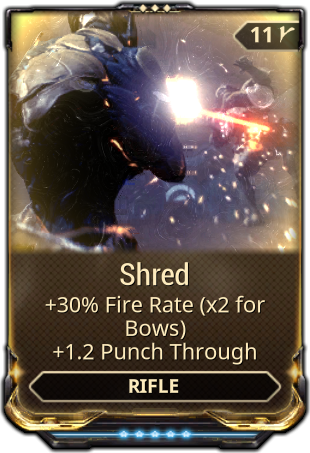 11
Shred
+30% Fire Rate (x2 for
Bows)
+1.2 Punch Through
RIFLE